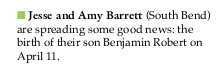 ■ Jesse and Amy Barrett (South Bend)
are spreading some good news: the
birth of their son Benjamin Robert on
April 11.